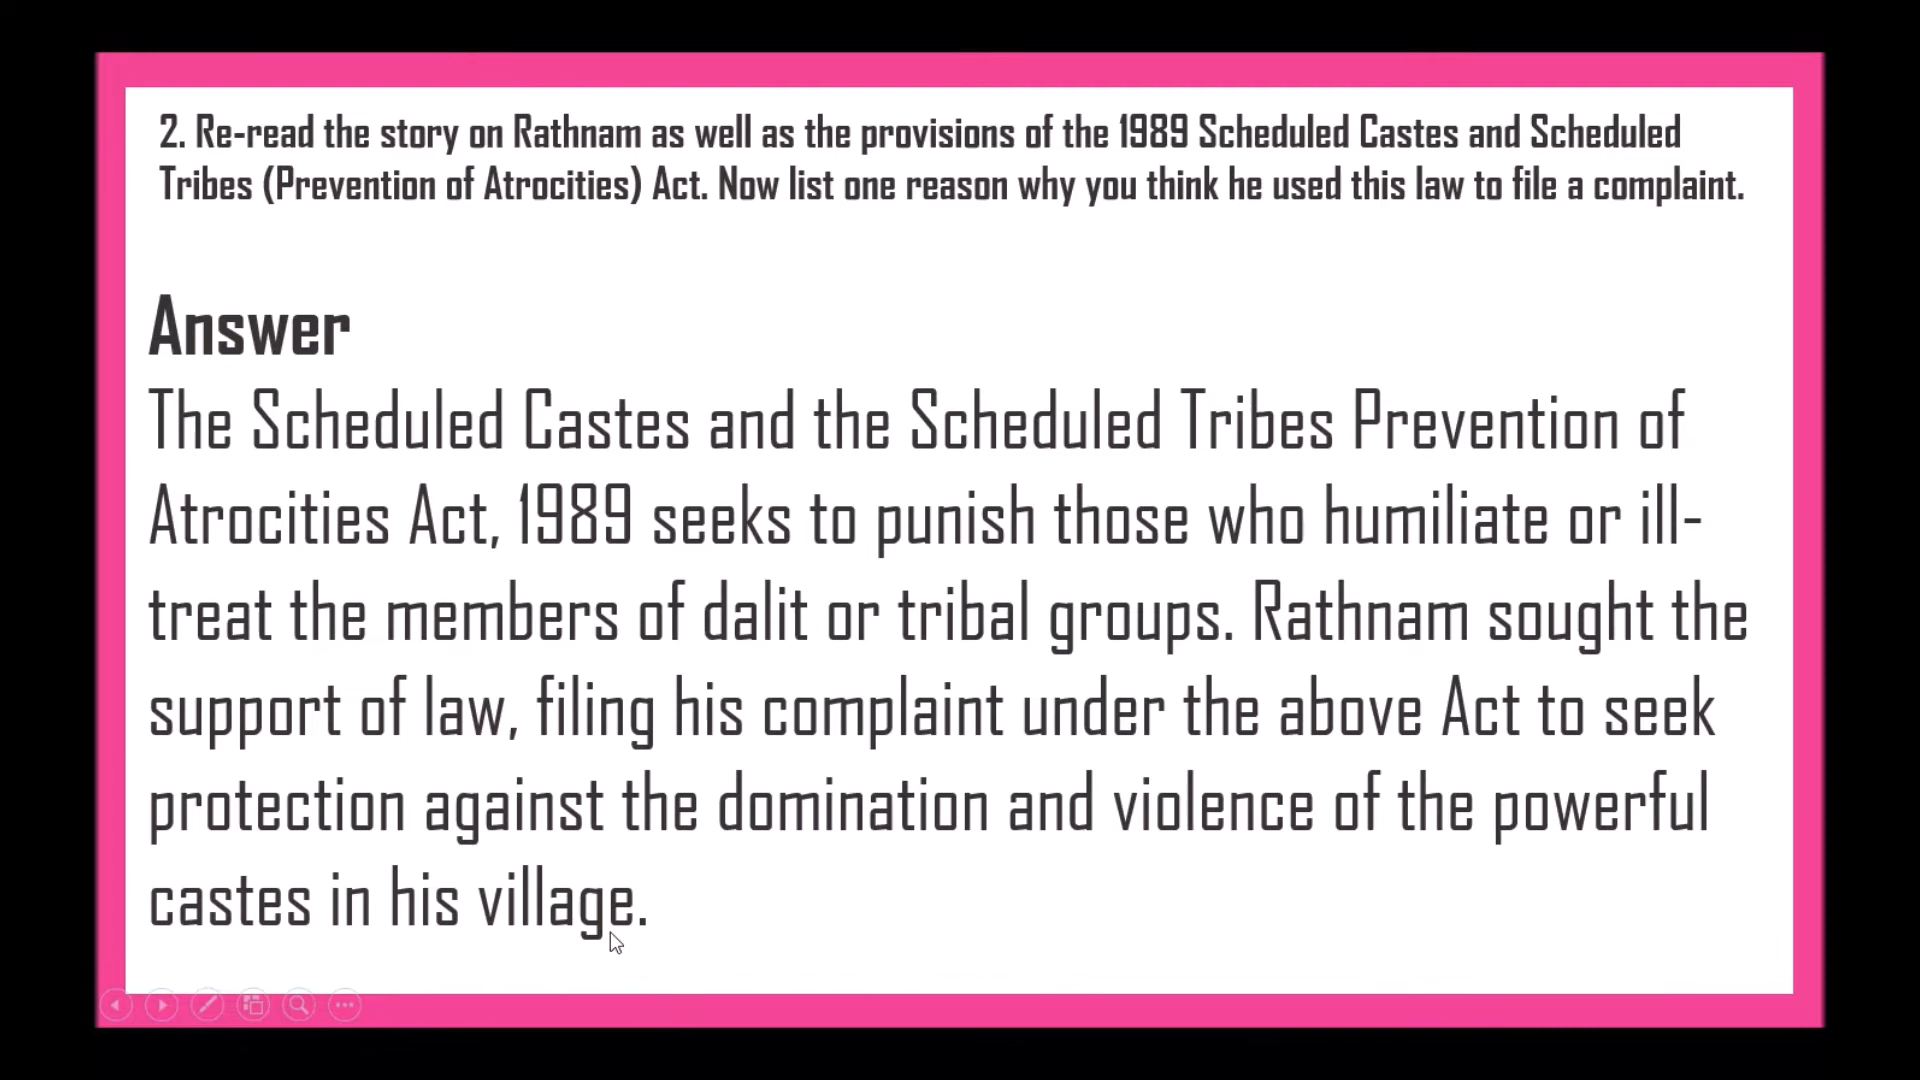 2. Re-read the story on Rathnam as well as the provisions of the 1989 Scheduled Castes and Scheduled
Tribes (Prevention of Atrocities) Act. Now list one reason why you think he used this law to file a complaint.
Answer
The Scheduled Castes and the Scheduled Tribes Prevention of
Atrocities Act, 1989 seeks to punish those who humiliate or ill-
treat the members of dalit or tribal groups. Rathnam sought the
support of law, filing his complaint under the above Act to seek
protection against the domination and violence of the powerful
castes in his village.